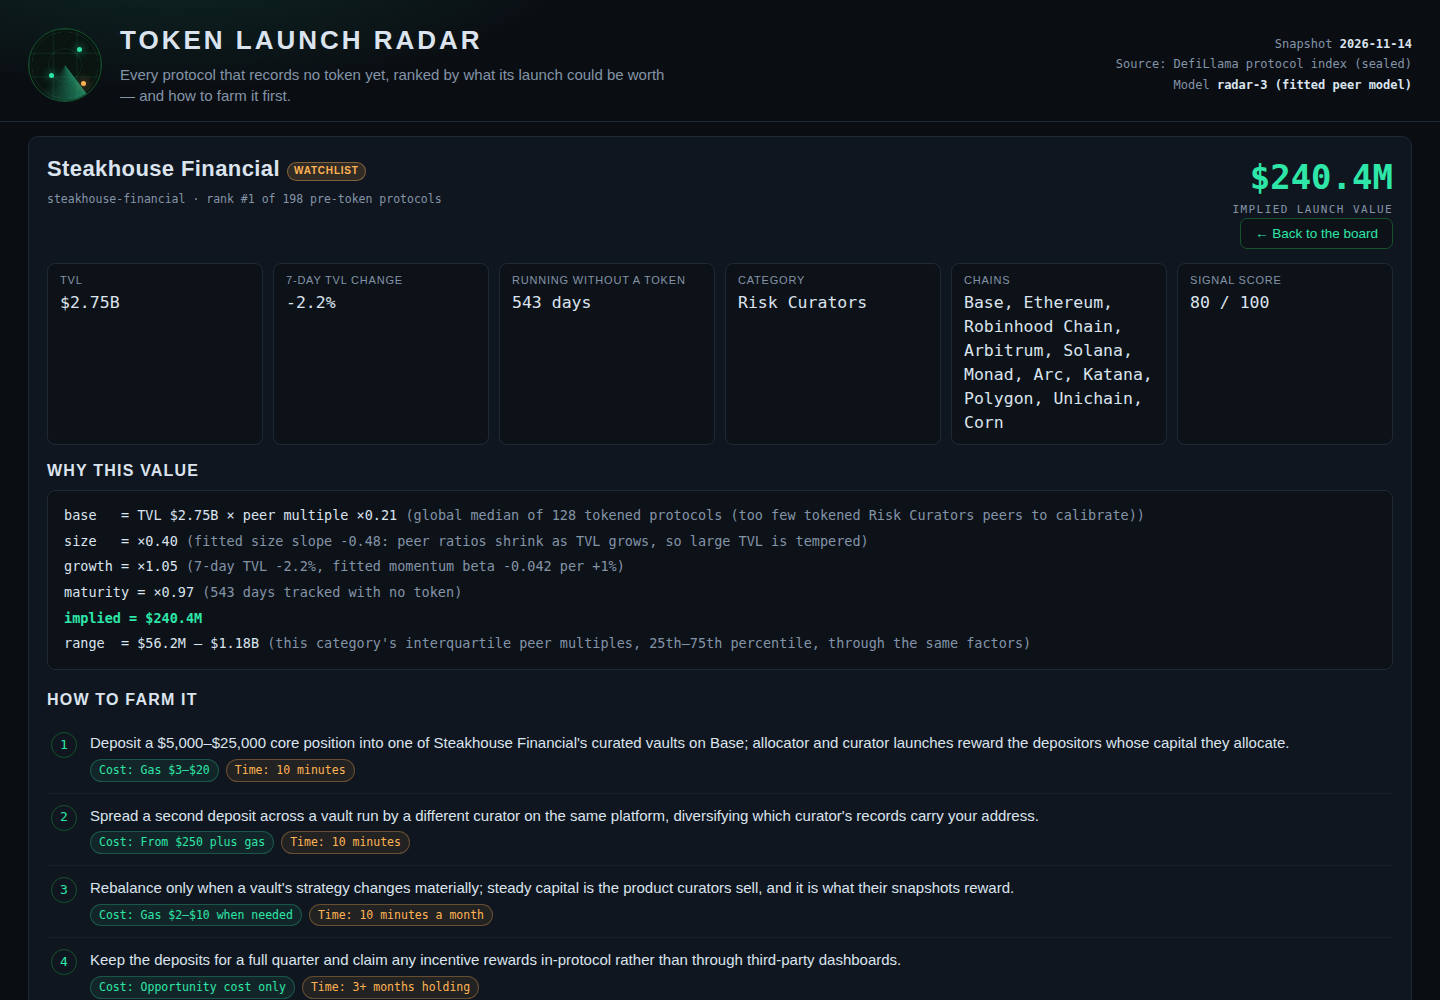 TOKEN LAUNCH RADAR
Every protocol that records no token yet, ranked by what its launch could be worth
— and how to farm it first.
Snapshot 2026-11-14
Source: DefiLlama protocol index (sealed)
Model radar-3 (fitted peer model)
Steakhouse Financial WATCHLIST
steakhouse-financial · rank #1 of 198 pre-token protocols
$240.4M
IMPLIED LAUNCH VALUE
← Back to the board
TVL
$2.75B
7-DAY TVL CHANGE
-2.2%
RUNNING WITHOUT A TOKEN
543 days
CATEGORY
Risk Curators
CHAINS
Base, Ethereum,
Robinhood Chain,
Arbitrum, Solana,
Monad, Arc, Katana,
Polygon, Unichain,
Corn
SIGNAL SCORE
80 / 100
WHY THIS VALUE
base = TVL $2.75B × peer multiple ×0.21 (global median of 128 tokened protocols (too few tokened Risk Curators peers to calibrate))
size = ×0.40 (fitted size slope -0.48: peer ratios shrink as TVL grows, so large TVL is tempered)
growth = ×1.05 (7-day TVL -2.2%, fitted momentum beta -0.042 per +1%)
maturity = ×0.97 (543 days tracked with no token)
implied = $240.4M
range = $56.2M — $1.18B (this category's interquartile peer multiples, 25th–75th percentile, through the same factors)
HOW TO FARM IT
1 Deposit a $5,000–$25,000 core position into one of Steakhouse Financial's curated vaults on Base; allocator and curator launches reward the depositors whose capital they allocate.
Cost: Gas $3–$20 Time: 10 minutes
2 Spread a second deposit across a vault run by a different curator on the same platform, diversifying which curator's records carry your address.
Cost: From $250 plus gas Time: 10 minutes
3 Rebalance only when a vault's strategy changes materially; steady capital is the product curators sell, and it is what their snapshots reward.
Cost: Gas $2–$10 when needed Time: 10 minutes a month
4 Keep the deposits for a full quarter and claim any incentive rewards in-protocol rather than through third-party dashboards.
Cost: Opportunity cost only Time: 3+ months holding